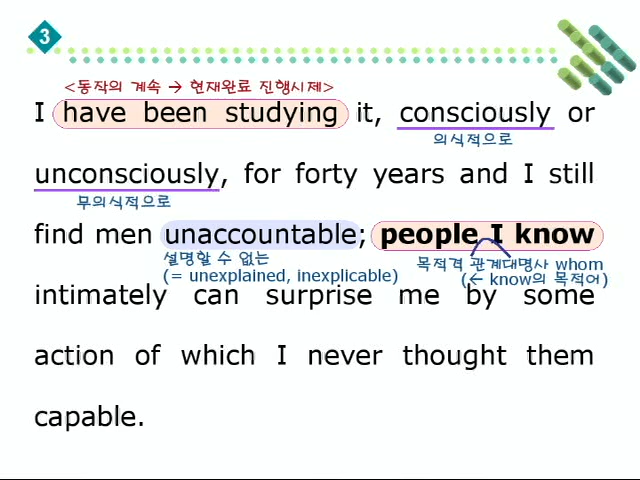 3
<동작의 계속 → 현재완료 진행시제>
I have been studying it, consciously or
의식적으로
unconsciously, for forty years and I still
무의식적으로
find men unaccountable; people I know
설명할 수 없는 목적격 관계대명사 whom
(= unexplained, inexplicable) (← know의 목적어)
intimately can surprise me by some
action of which I never thought them
capable.